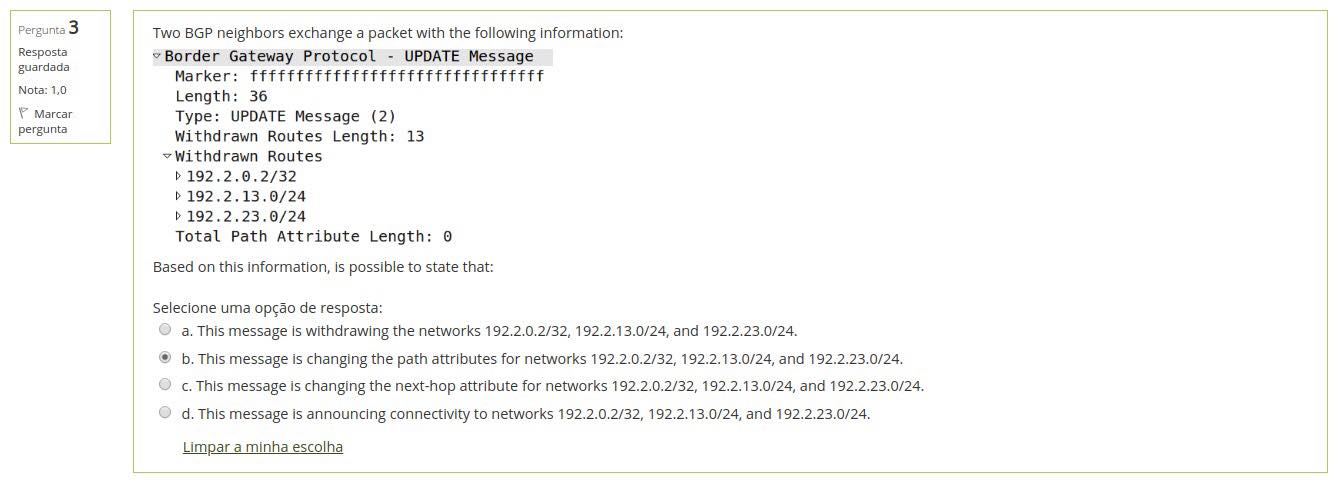 Pergunta 3
Resposta
guardada
Nota: 1,0
Marcar
pergunta
Two BGP neighbors exchange a packet with the following information:
Border Gateway Protocol - UPDATE Message
Marker: ffffffffffffffffffffffffffffffff
Length: 36
Type: UPDATE Message (2)
Withdrawn Routes Length: 13
Withdrawn Routes
192.2.0.2/32
192.2.13.0/24
192.2.23.0/24
Total Path Attribute Length: 0
Based on this information, is possible to state that:
Selecione uma opção de resposta:
a. This message is withdrawing the networks 192.2.0.2/32, 192.2.13.0/24, and 192.2.23.0/24.
b. This message is changing the path attributes for networks 192.2.0.2/32, 192.2.13.0/24, and 192.2.23.0/24.
c. This message is changing the next-hop attribute for networks 192.2.0.2/32, 192.2.13.0/24, and 192.2.23.0/24.
d. This message is announcing connectivity to networks 192.2.0.2/32, 192.2.13.0/24, and 192.2.23.0/24.
Limpar a minha escolha